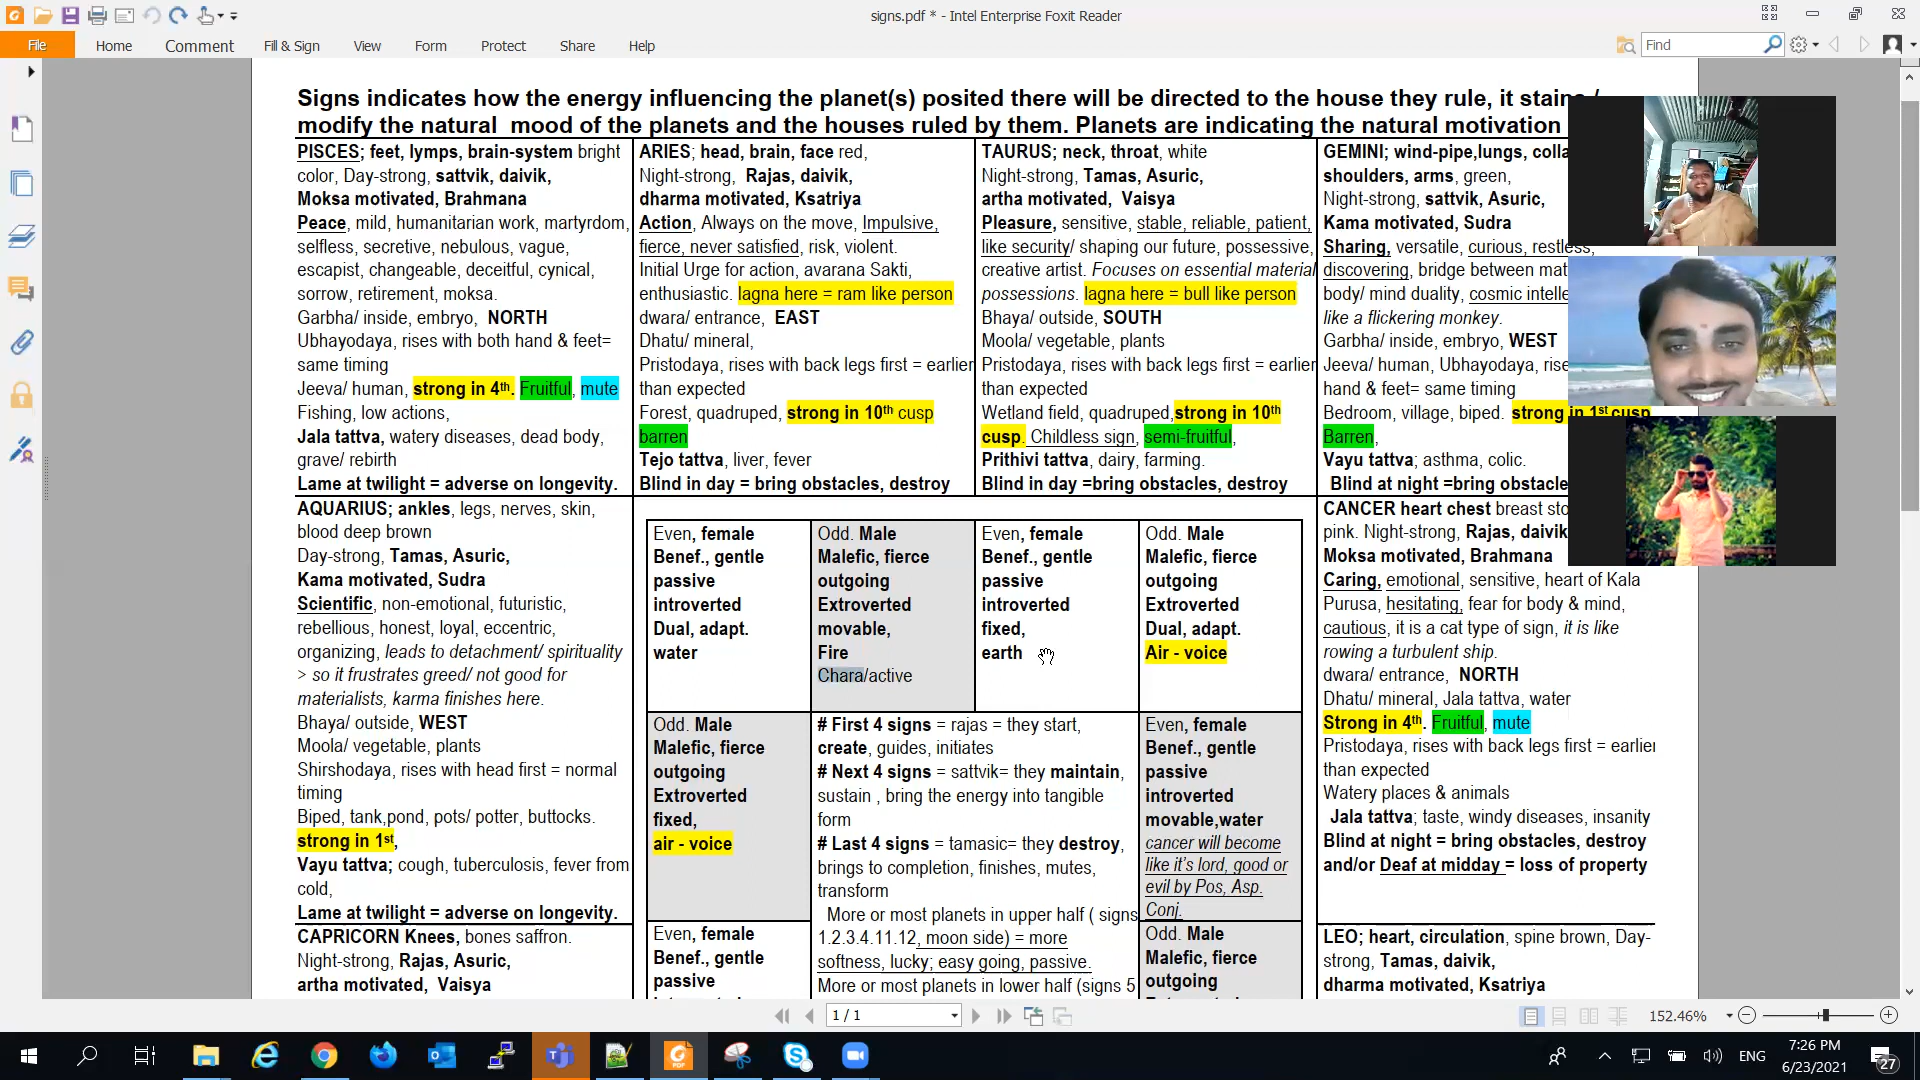 signs.pdf * - Intel Enterprise Foxit Reader
File Home Comment Fill & Sign View Form Protect Share Help
Find
Signs indicates how the energy influencing the planet(s) posited there will be directed to the house they rule, it stains /
modify the natural mood of the planets and the houses ruled by them. Planets are indicating the natural motivation
PISCES; feet, lymps, brain-system bright
color, Day-strong, sattvik, daivik,
Moksa motivated, Brahmana
Peace, mild, humanitarian work, martyrdom,
selfless, secretive, nebulous, vague,
escapist, changeable, deceitful, cynical,
sorrow, retirement, moksa.
Garbha/ inside, embryo, NORTH
Ubhayodaya, rises with both hand & feet=
same timing
Jeeva/ human, strong in 4th. Fruitful, mute
Fishing, low actions,
Jala tattva, watery diseases, dead body,
grave/ rebirth
Lame at twilight = adverse on longevity.
ARIES; head, brain, face red,
Night-strong, Rajas, daivik,
dharma motivated, Ksatriya
Action, Always on the move, Impulsive,
fierce, never satisfied, risk, violent.
Initial Urge for action, avarana Sakti,
enthusiastic. lagna here = ram like person
dwara/ entrance, EAST
Dhatu/ mineral,
Pristodaya, rises with back legs first = earlier
than expected
Forest, quadruped, strong in 10th cusp
barren
Tejo tattva, liver, fever
Blind in day = bring obstacles, destroy
TAURUS; neck, throat, white
Night-strong, Tamas, Asuric,
artha motivated, Vaisya
Pleasure, sensitive, stable, reliable, patient,
like security/ shaping our future, possessive,
creative artist. Focuses on essential material
possessions. lagna here = bull like person
Bhaya/ outside, SOUTH
Moola/ vegetable, plants
Pristodaya, rises with back legs first = earlier
than expected
Wetland field, quadruped,strong in 10th
cusp. Childless sign, semi-fruitful,
Prithivi tattva, dairy, farming.
Blind in day =bring obstacles, destroy
GEMINI; wind-pipe,lungs, colla
shoulders, arms, green,
Night-strong, sattvik, Asuric,
Kama motivated, Sudra
Sharing, versatile, curious, restless,
discovering, bridge between mat
body/ mind duality, cosmic intelle
like a flickering monkey.
Garbha/ inside, embryo, WEST
Jeeva/ human, Ubhayodaya, rise
hand & feet= same timing
Bedroom, village, biped. strong in 1st cusp
Barren,
Vayu tattva; asthma, colic.
Blind at night =bring obstacle
AQUARIUS; ankles, legs, nerves, skin,
blood deep brown
Day-strong, Tamas, Asuric,
Kama motivated, Sudra
Scientific, non-emotional, futuristic,
rebellious, honest, loyal, eccentric,
organizing, leads to detachment/ spirituality
> so it frustrates greed/ not good for
materialists, karma finishes here.
Bhaya/ outside, WEST
Moola/ vegetable, plants
Shirshodaya, rises with head first = normal
timing
Biped, tank,pond, pots/ potter, buttocks.
strong in 1st,
Vayu tattva; cough, tuberculosis, fever from
cold,
Lame at twilight = adverse on longevity.
Even, female
Benef., gentle
passive
introverted
Dual, adapt.
water
Odd. Male
Malefic, fierce
outgoing
Extroverted
movable,
Fire
Chara/active
Even, female
Benef., gentle
passive
introverted
fixed,
earth
Odd. Male
Malefic, fierce
outgoing
Extroverted
Dual, adapt.
Air - voice
CANCER heart chest breast sto
pink. Night-strong, Rajas, daivik
Moksa motivated, Brahmana
Caring, emotional, sensitive, heart of Kala
Purusa, hesitating, fear for body & mind,
cautious, it is a cat type of sign, it is like
rowing a turbulent ship.
dwara/ entrance, NORTH
Dhatu/ mineral, Jala tattva, water
Strong in 4th. Fruitful, mute
Pristodaya, rises with back legs first = earlier
than expected
Watery places & animals
Jala tattva; taste, windy diseases, insanity
Blind at night = bring obstacles, destroy
and/or Deaf at midday = loss of property
Odd. Male
Malefic, fierce
outgoing
Extroverted
fixed,
air - voice
# First 4 signs = rajas = they start,
create, guides, initiates
# Next 4 signs = sattvik= they maintain,
sustain , bring the energy into tangible
form
# Last 4 signs = tamasic= they destroy,
brings to completion, finishes, mutes,
transform
More or most planets in upper half ( signs
1.2.3.4.11.12, moon side) = more
softness, lucky; easy going, passive.
More or most planets in lower half (signs 5
Even, female
Benef., gentle
passive
introverted
movable,water
cancer will become
like it's lord, good or
evil by Pos, Asp.
Conj.
CAPRICORN Knees, bones saffron.
Night-strong, Rajas, Asuric,
artha motivated, Vaisya
Even, female
Benef., gentle
passive
Odd. Male
Malefic, fierce
outgoing
LEO; heart, circulation, spine brown, Day-
strong, Tamas, daivik,
dharma motivated, Ksatriya
1 / 1
152.46%
ENG
7:26 PM
6/23/2021
27